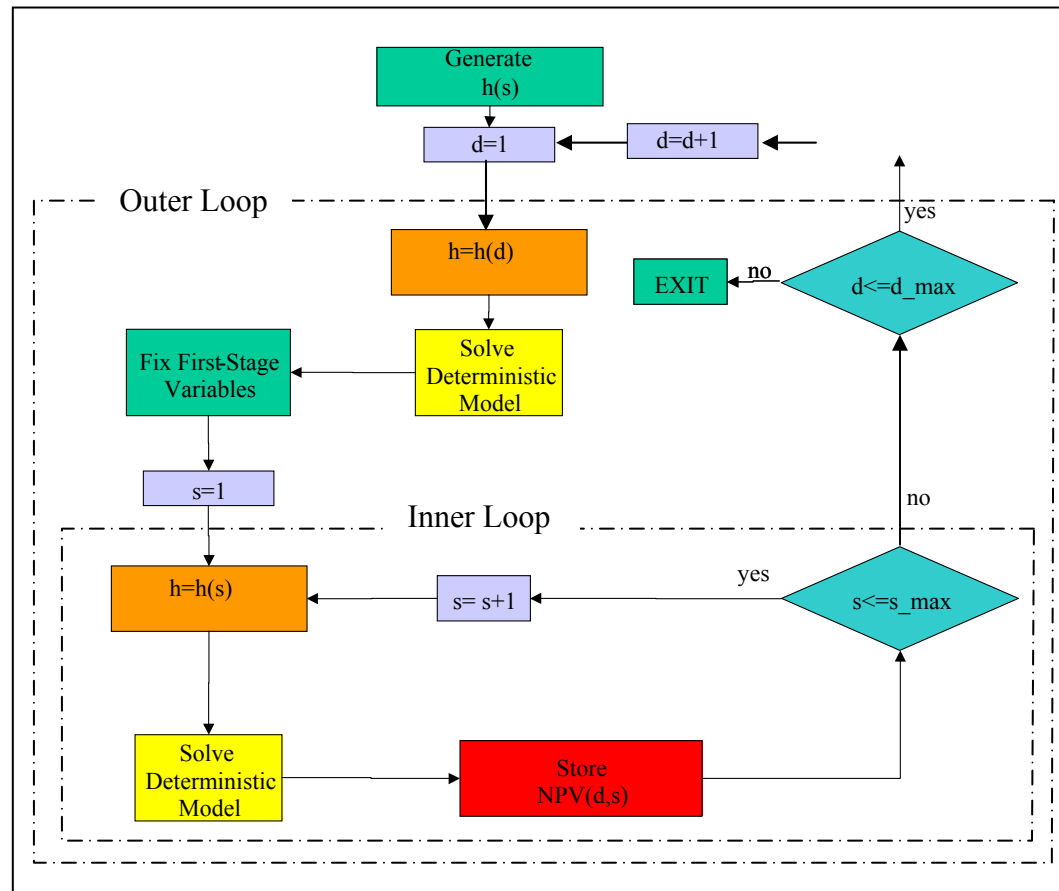 Generate
h(s)
d=1
d=d+1
Outer Loop
yes
h=h(d)
EXIT
no
d<=d_max
Solve
Deterministic
Model
Fix First-Stage
Variables
s=1
no
Inner Loop
h=h(s)
s= s+1
yes
s<=s_max
Solve
Deterministic
Model
Store
NPV(d,s)